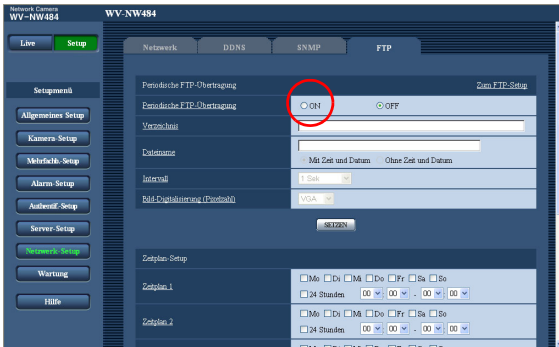 Network Camera
WV-NW484
WV-NW484
Live
Setup
Setupmenü
Allgemeines Setup
Kamera-Setup
Mehrfachb.-Setup
Alarm-Setup
Authentif.-Setup
Server-Setup
Netzwerk-Setup
Wartung
Hilfe
Netzwerk DDNS SNMP FTP
Periodische FTP-Übertragung Zum FTP-Setup
Periodische FTP-Übertragung ON OFF
Verzeichnis
Dateiname
Mit Zeit und Datum Ohne Zeit und Datum
Intervall 1 Sek
Bild-Digitalisierung (Pixelzahl) VGA
SETZEN
Zeitplan-Setup
Zeitplan 1
Mo Di Mi Do Fr Sa So
24 Stunden 00 : 00 - 00 : 00
Zeitplan 2
Mo Di Mi Do Fr Sa So
24 Stunden 00 : 00 - 00 : 00